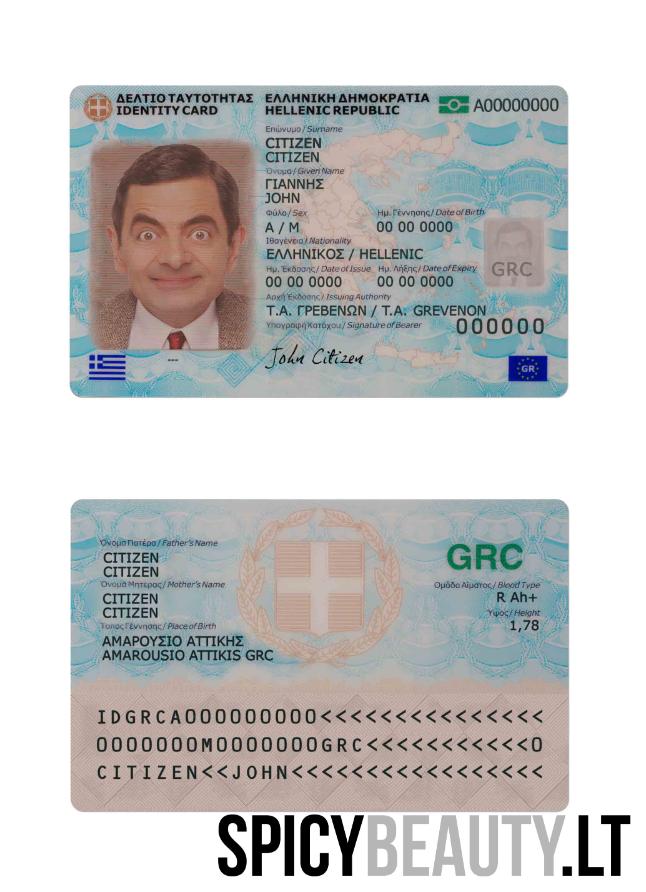 ΔΕΛΤΙΟ ΤΑΥΤΟΤΗΤΑΣ
IDENTITY CARD
ΕΛΛΗΝΙΚΗ ΔΗΜΟΚΡΑΤΙΑ
HELLENIC REPUBLIC
A00000000
Επώνυμο / Surname
CITIZEN
CITIZEN
Όνομα / Given Name
ΓΙΑΝΝΗΣ
JOHN
Φύλο / Sex
Ημ. Γέννησης / Date of Birth
Α / M
00 00 0000
Ιθαγένεια / Nationality
ΕΛΛΗΝΙΚΟΣ / HELLENIC
GRC
Ημ. Έκδοσης / Date of Issue
Ημ. Λήξης / Date of Expiry
00 00 0000
00 00 0000
Αρχή Έκδοσης / Issuing Authority
Τ.Α. ΓΡΕΒΕΝΩΝ / T.A. GREVENON
Υπογραφή Κατόχου / Signature of Bearer
000000
John Citizen
---
GR
Όνομα Πατέρα / Father's Name
CITIZEN
CITIZEN
Όνομα Μητέρας / Mother's Name
CITIZEN
CITIZEN
Τόπος Γέννησης / Place of Birth
ΑΜΑΡΟΥΣΙΟ ΑΤΤΙΚΗΣ
AMAROUSIO ATTIKIS GRC
GRC
Ομάδα Αίματος / Blood Type
R Ah+
Ύψος / Height
1,78
IDGRCA0000000000<<<<<<<<<<<<<<<
0000000M0000000GRC<<<<<<<<<<<0
CITIZEN<<JOHN<<<<<<<<<<<<<<<<<
SPICYBEAUTY.LT